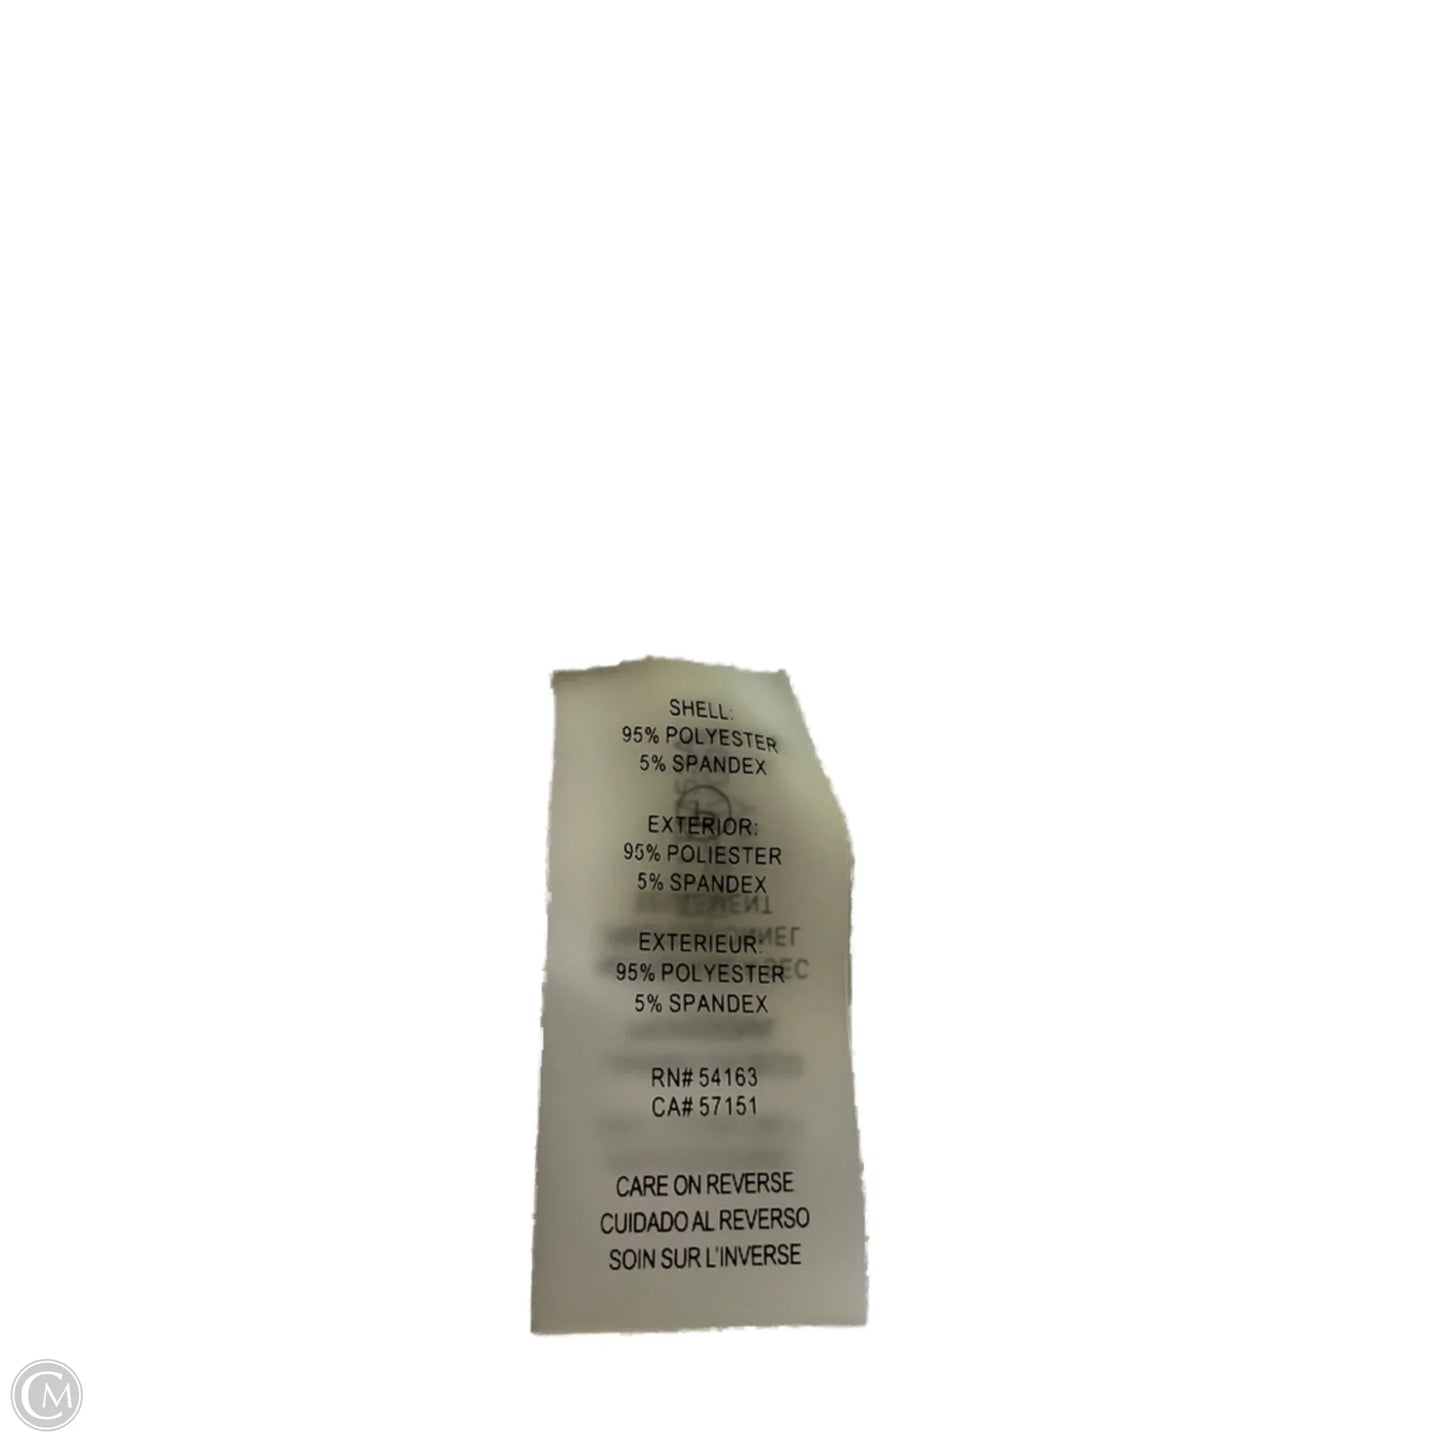 SHELL:
95% POLYESTER
5% SPANDEX
EXTERIOR:
95% POLIESTER
5% SPANDEX
EXTERIEUR:
95% POLYESTER
5% SPANDEX
RN# 54163
CA# 57151
CARE ON REVERSE
CUIDADO AL REVERSO
SOIN SUR L'INVERSE
CM